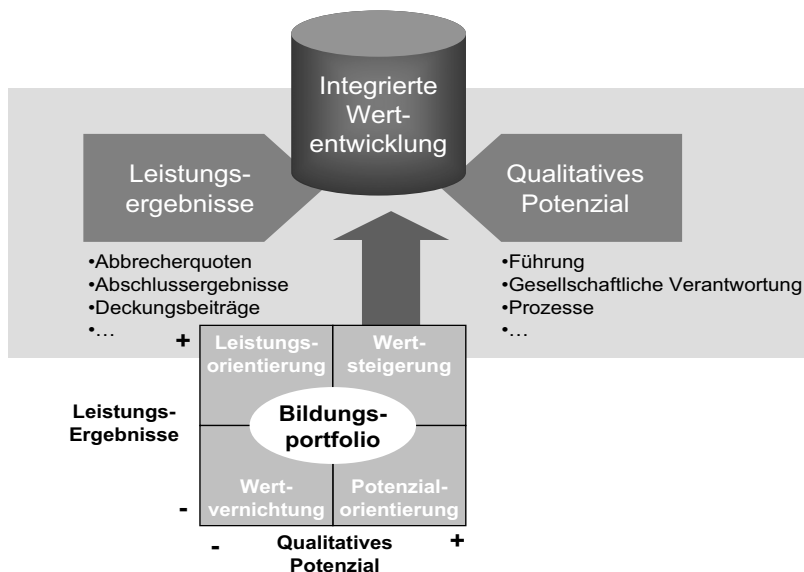 Integrierte
Wert-
entwicklung
Leistungs-
ergebnisse
Qualitatives
Potenzial
•Abbrecherquoten
•Abschlussergebnisse
•Deckungsbeiträge
•…
•Führung
•Gesellschaftliche Verantwortung
•Prozesse
•…
+
Leistungs-
orientierung
Wert-
steigerung
Leistungs-
Ergebnisse
Bildungs-
portfolio
Wert-
vernichtung
Potenzial-
orientierung
-
-
Qualitatives
Potenzial
+